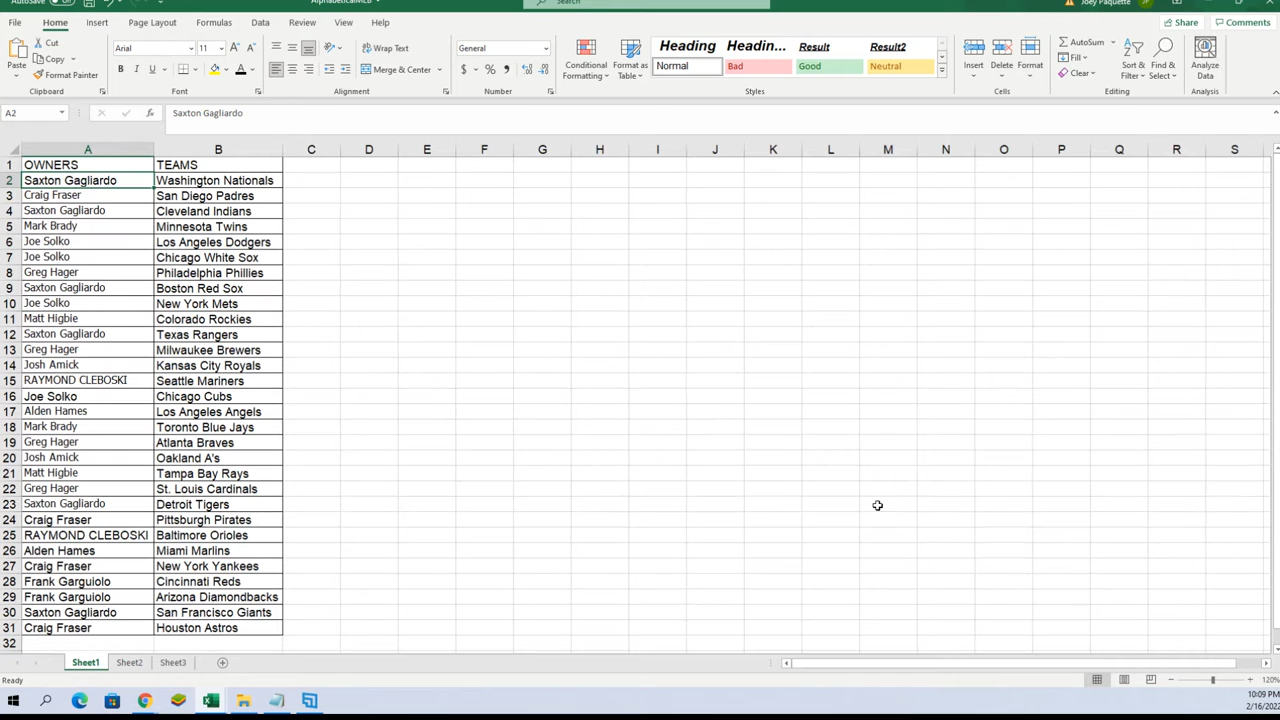 AutoSave Off AlphabeticalMLB Search Joey Paquette JP
File Home Insert Page Layout Formulas Data Review View Help Share Comments
Paste Cut Copy Format Painter Clipboard
Arial 11 B I U A Font
Wrap Text Merge & Center Alignment
General $ % , Number
Conditional Formatting Format as Table Heading Headin... Result Result2 Normal Bad Good Neutral Styles
Insert Delete Format Cells
AutoSum Fill Clear Sort & Filter Find & Select Editing
Analyze Data Analysis
A2 fx Saxton Gagliardo
A B C D E F G H I J K L M N O P Q R S
1 OWNERS TEAMS
2 Saxton Gagliardo Washington Nationals
3 Craig Fraser San Diego Padres
4 Saxton Gagliardo Cleveland Indians
5 Mark Brady Minnesota Twins
6 Joe Solko Los Angeles Dodgers
7 Joe Solko Chicago White Sox
8 Greg Hager Philadelphia Phillies
9 Saxton Gagliardo Boston Red Sox
10 Joe Solko New York Mets
11 Matt Higbie Colorado Rockies
12 Saxton Gagliardo Texas Rangers
13 Greg Hager Milwaukee Brewers
14 Josh Amick Kansas City Royals
15 RAYMOND CLEBOSKI Seattle Mariners
16 Joe Solko Chicago Cubs
17 Alden Hames Los Angeles Angels
18 Mark Brady Toronto Blue Jays
19 Greg Hager Atlanta Braves
20 Josh Amick Oakland A's
21 Matt Higbie Tampa Bay Rays
22 Greg Hager St. Louis Cardinals
23 Saxton Gagliardo Detroit Tigers
24 Craig Fraser Pittsburgh Pirates
25 RAYMOND CLEBOSKI Baltimore Orioles
26 Alden Hames Miami Marlins
27 Craig Fraser New York Yankees
28 Frank Garguiolo Cincinnati Reds
29 Frank Garguiolo Arizona Diamondbacks
30 Saxton Gagliardo San Francisco Giants
31 Craig Fraser Houston Astros
32
Sheet1 Sheet2 Sheet3
Ready 120%
10:09 PM
2/16/2022